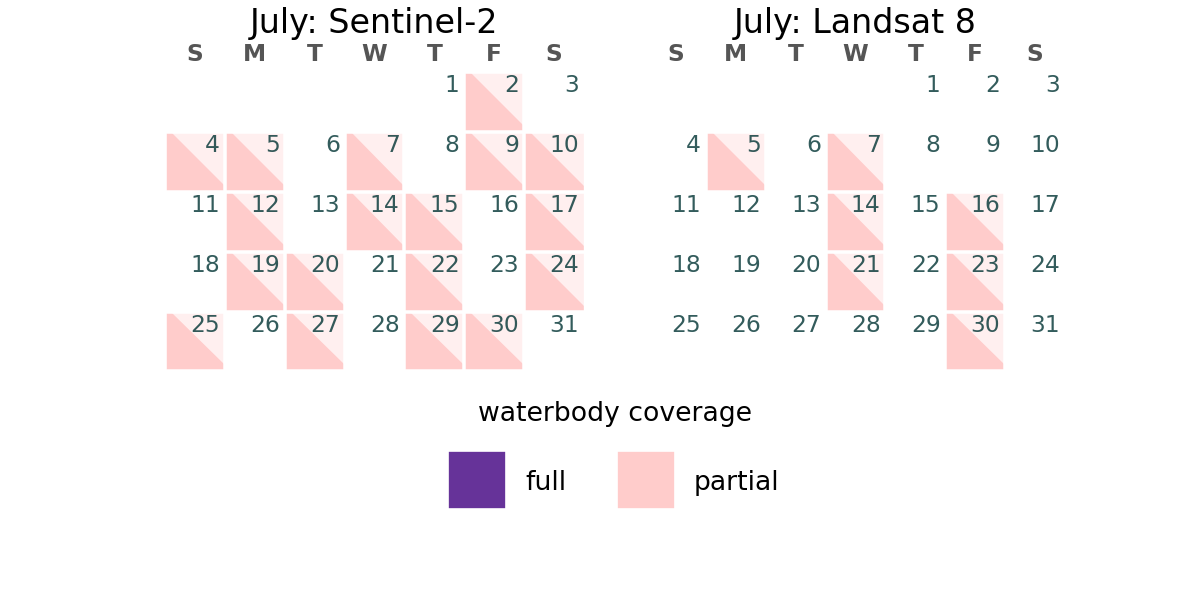 July: Sentinel-2
S M T W T F S
1 2 3
4 5 6 7 8 9 10
11 12 13 14 15 16 17
18 19 20 21 22 23 24
25 26 27 28 29 30 31
July: Landsat 8
S M T W T F S
1 2 3
4 5 6 7 8 9 10
11 12 13 14 15 16 17
18 19 20 21 22 23 24
25 26 27 28 29 30 31
waterbody coverage
full
partial